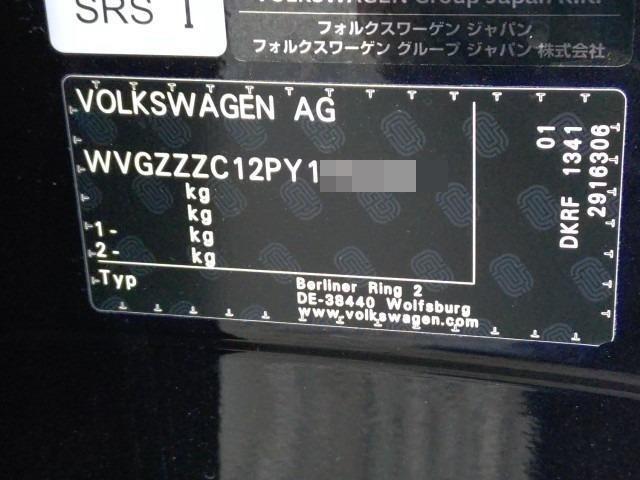 SRS I
VOLKSWAGEN Group Japan K.K.
フォルクスワーゲン ジャパン
フォルクスワーゲン グループ ジャパン 株式会社
VOLKSWAGEN AG
WVGZZZC12PY1
kg
kg
1- kg
2- kg
Typ
Berliner Ring 2
DE-38440 Wolfsburg
www.volkswagen.com
01
DKRF 1341
2916306